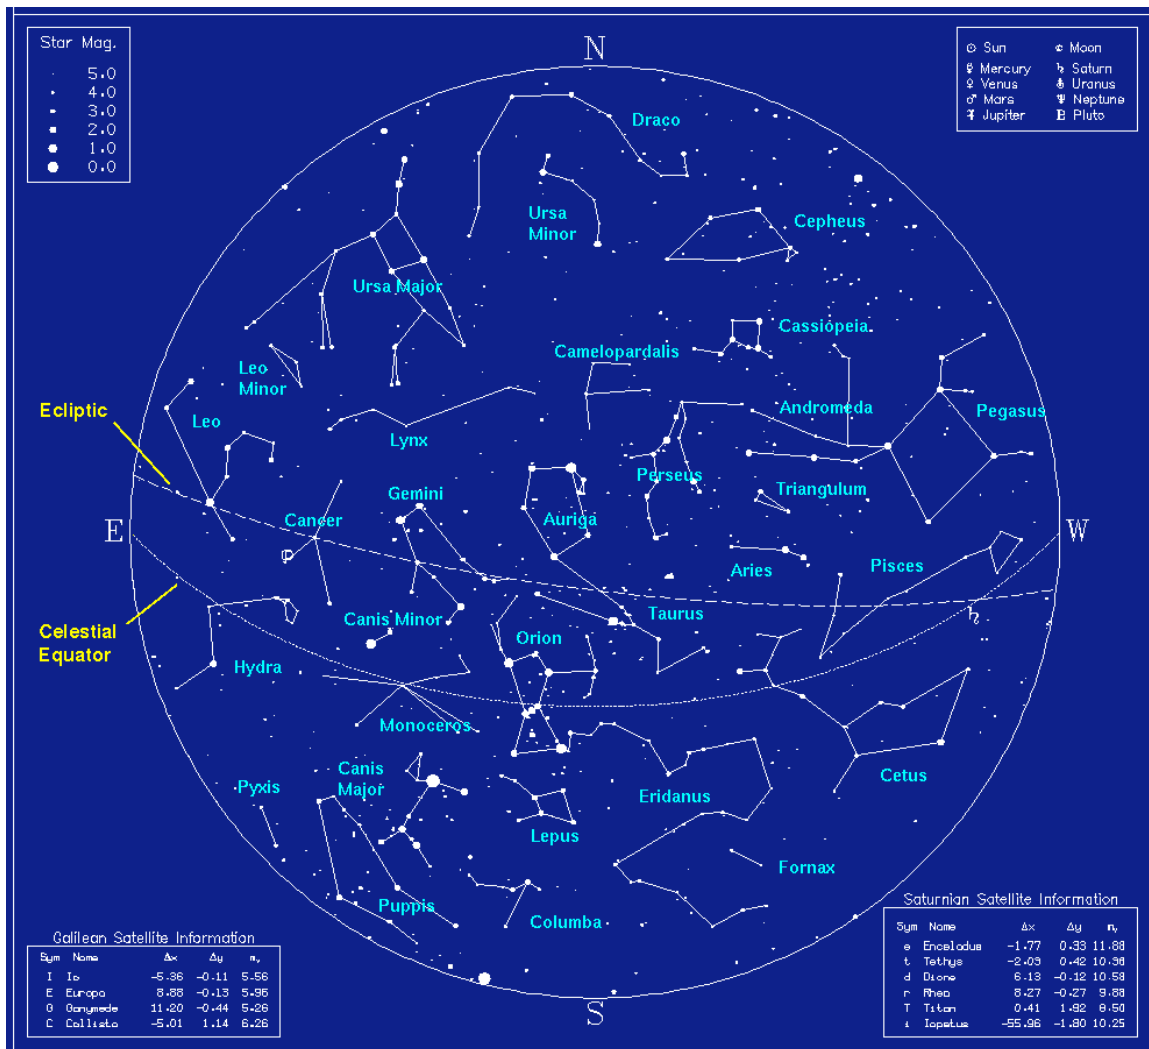 Star Mag.
5.0
4.0
3.0
2.0
1.0
0.0
N
☉ Sun ☾ Moon
☿ Mercury ♄ Saturn
♀ Venus ⛢ Uranus
♂ Mars ♆ Neptune
♃ Jupiter P Pluto
Draco
Ursa
Minor
Cepheus
Ursa Major
Cassiopeia
Camelopardalis
Leo
Minor
Ecliptic
Leo
Lynx
Andromeda
Pegasus
Perseus
Gemini
Triangulum
Cancer
Auriga
E
W
Aries
Pisces
Canis Minor
Taurus
Celestial
Equator
Orion
♄
Hydra
Monoceros
Canis
Major
Pyxis
Cetus
Eridanus
Lepus
Fornax
Puppis
Columba
S
Galilean Satellite Information
Sym Name Δx Δy mv
I Io -5.36 -0.11 5.56
E Europa 8.88 -0.13 5.96
G Ganymede 11.20 -0.44 5.26
C Callisto -5.01 1.14 6.26
Saturnian Satellite Information
Sym Name Δx Δy mv
e Enceladus -1.77 0.33 11.88
t Tethys -2.09 0.42 10.38
d Dione 6.13 -0.12 10.58
r Rhea 8.27 -0.27 9.88
T Titan 0.41 1.92 8.50
i Iapetus -55.96 -1.80 10.25